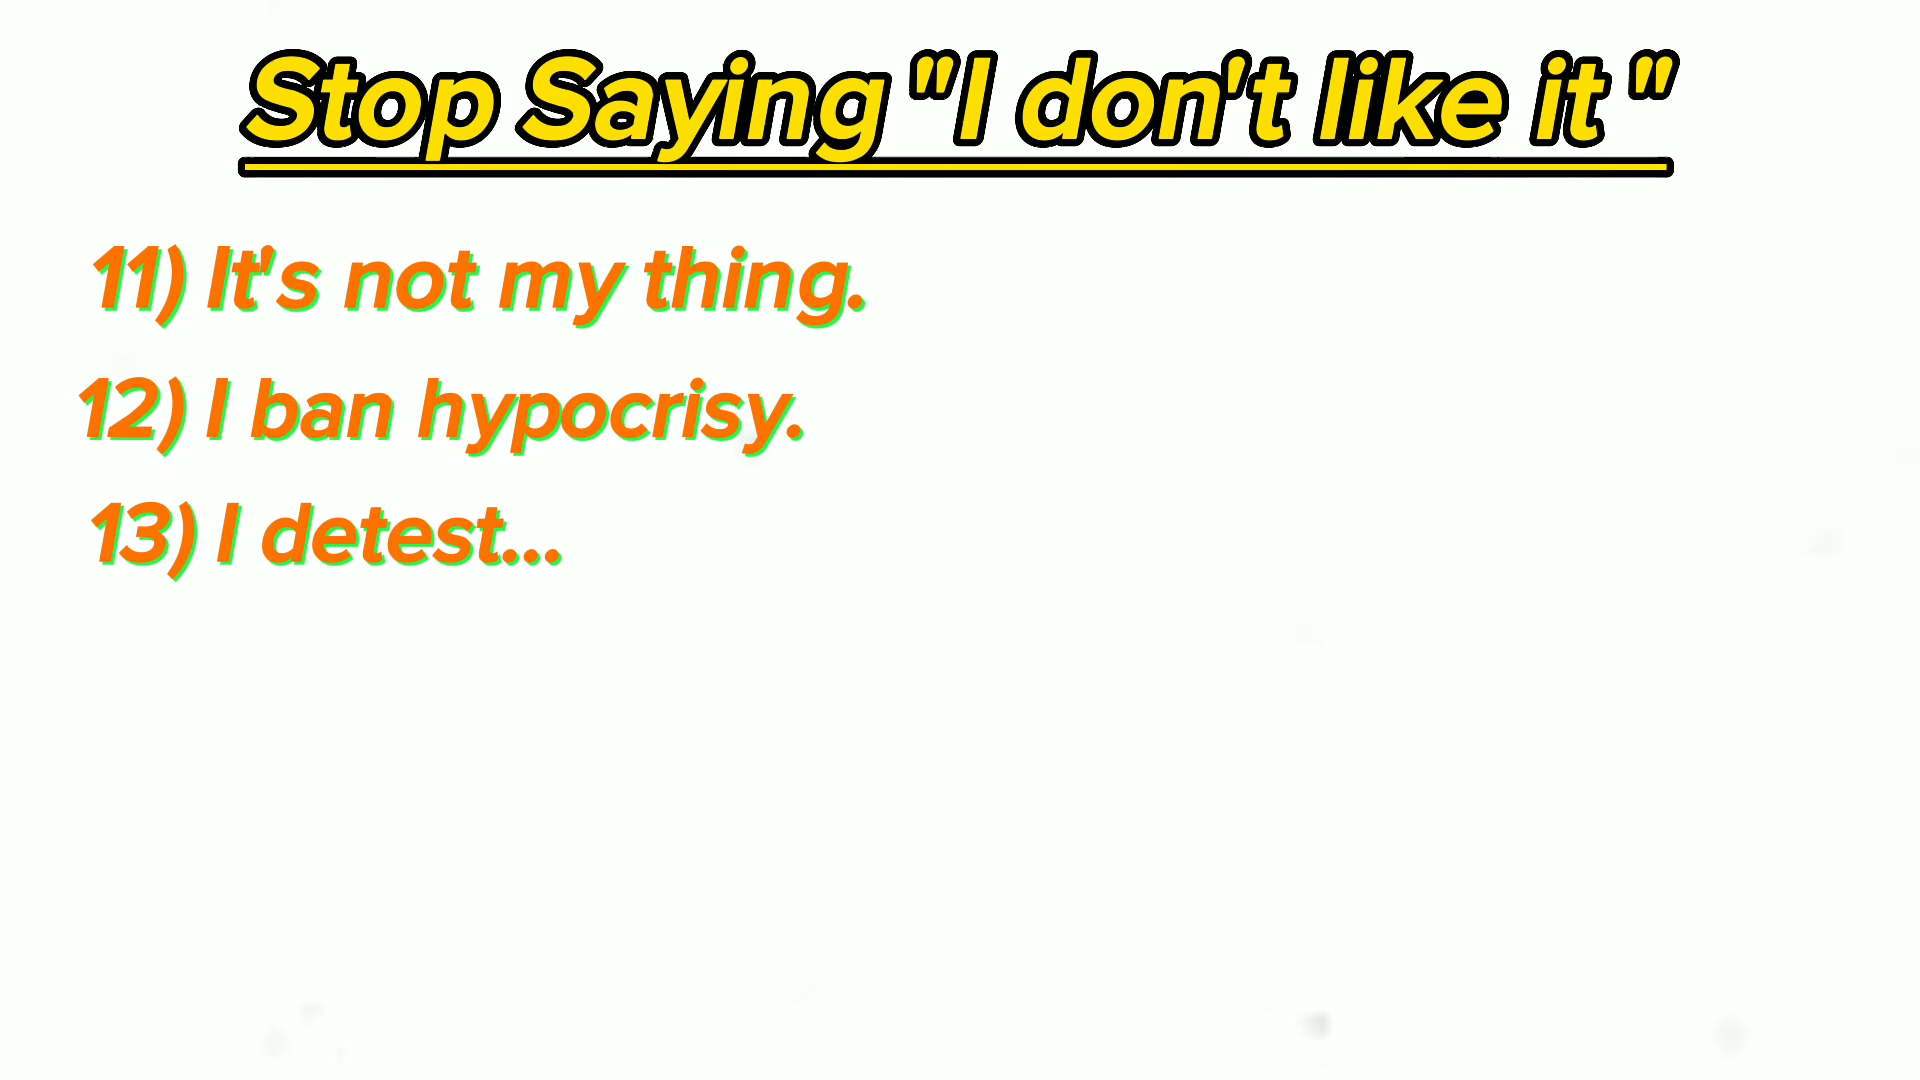 Stop Saying "I don't like it "
11) It's not my thing.
12) I ban hypocrisy.
13) I detest...